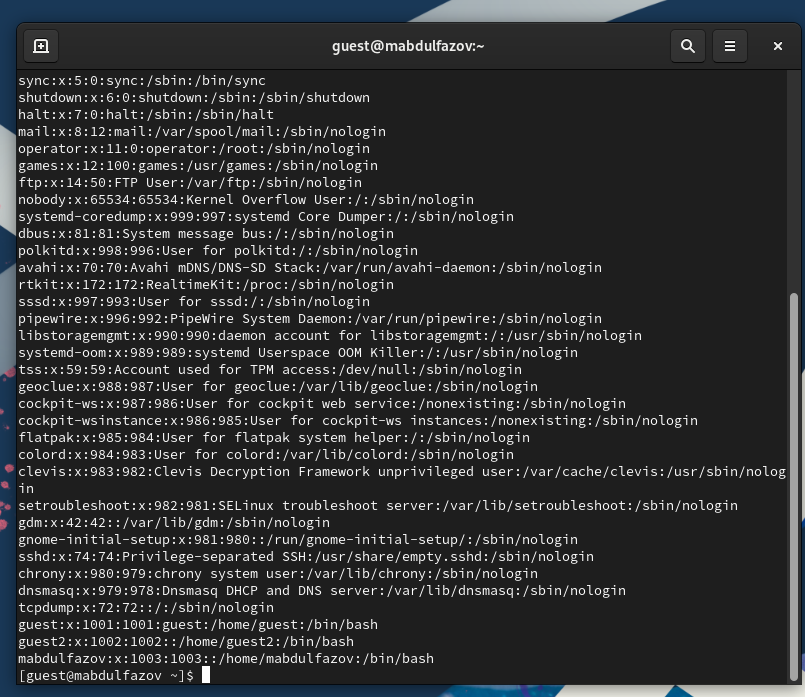 guest@mabdulfazov:~
sync:x:5:0:sync:/sbin:/bin/sync
shutdown:x:6:0:shutdown:/sbin:/sbin/shutdown
halt:x:7:0:halt:/sbin:/sbin/halt
mail:x:8:12:mail:/var/spool/mail:/sbin/nologin
operator:x:11:0:operator:/root:/sbin/nologin
games:x:12:100:games:/usr/games:/sbin/nologin
ftp:x:14:50:FTP User:/var/ftp:/sbin/nologin
nobody:x:65534:65534:Kernel Overflow User:/:/sbin/nologin
systemd-coredump:x:999:997:systemd Core Dumper:/:/sbin/nologin
dbus:x:81:81:System message bus:/:/sbin/nologin
polkitd:x:998:996:User for polkitd:/:/sbin/nologin
avahi:x:70:70:Avahi mDNS/DNS-SD Stack:/var/run/avahi-daemon:/sbin/nologin
rtkit:x:172:172:RealtimeKit:/proc:/sbin/nologin
sssd:x:997:993:User for sssd:/:/sbin/nologin
pipewire:x:996:992:PipeWire System Daemon:/var/run/pipewire:/sbin/nologin
libstoragemgmt:x:990:990:daemon account for libstoragemgmt:/:/usr/sbin/nologin
systemd-oom:x:989:989:systemd Userspace OOM Killer:/:/usr/sbin/nologin
tss:x:59:59:Account used for TPM access:/dev/null:/sbin/nologin
geoclue:x:988:987:User for geoclue:/var/lib/geoclue:/sbin/nologin
cockpit-ws:x:987:986:User for cockpit web service:/nonexisting:/sbin/nologin
cockpit-wsinstance:x:986:985:User for cockpit-ws instances:/nonexisting:/sbin/nologin
flatpak:x:985:984:User for flatpak system helper:/:/sbin/nologin
colord:x:984:983:User for colord:/var/lib/colord:/sbin/nologin
clevis:x:983:982:Clevis Decryption Framework unprivileged user:/var/cache/clevis:/usr/sbin/nolog
in
setroubleshoot:x:982:981:SELinux troubleshoot server:/var/lib/setroubleshoot:/sbin/nologin
gdm:x:42:42::/var/lib/gdm:/sbin/nologin
gnome-initial-setup:x:981:980::/run/gnome-initial-setup/:/sbin/nologin
sshd:x:74:74:Privilege-separated SSH:/usr/share/empty.sshd:/sbin/nologin
chrony:x:980:979:chrony system user:/var/lib/chrony:/sbin/nologin
dnsmasq:x:979:978:Dnsmasq DHCP and DNS server:/var/lib/dnsmasq:/sbin/nologin
tcpdump:x:72:72::/:/sbin/nologin
guest:x:1001:1001:guest:/home/guest:/bin/bash
guest2:x:1002:1002::/home/guest2:/bin/bash
mabdulfazov:x:1003:1003::/home/mabdulfazov:/bin/bash
[guest@mabdulfazov ~]$